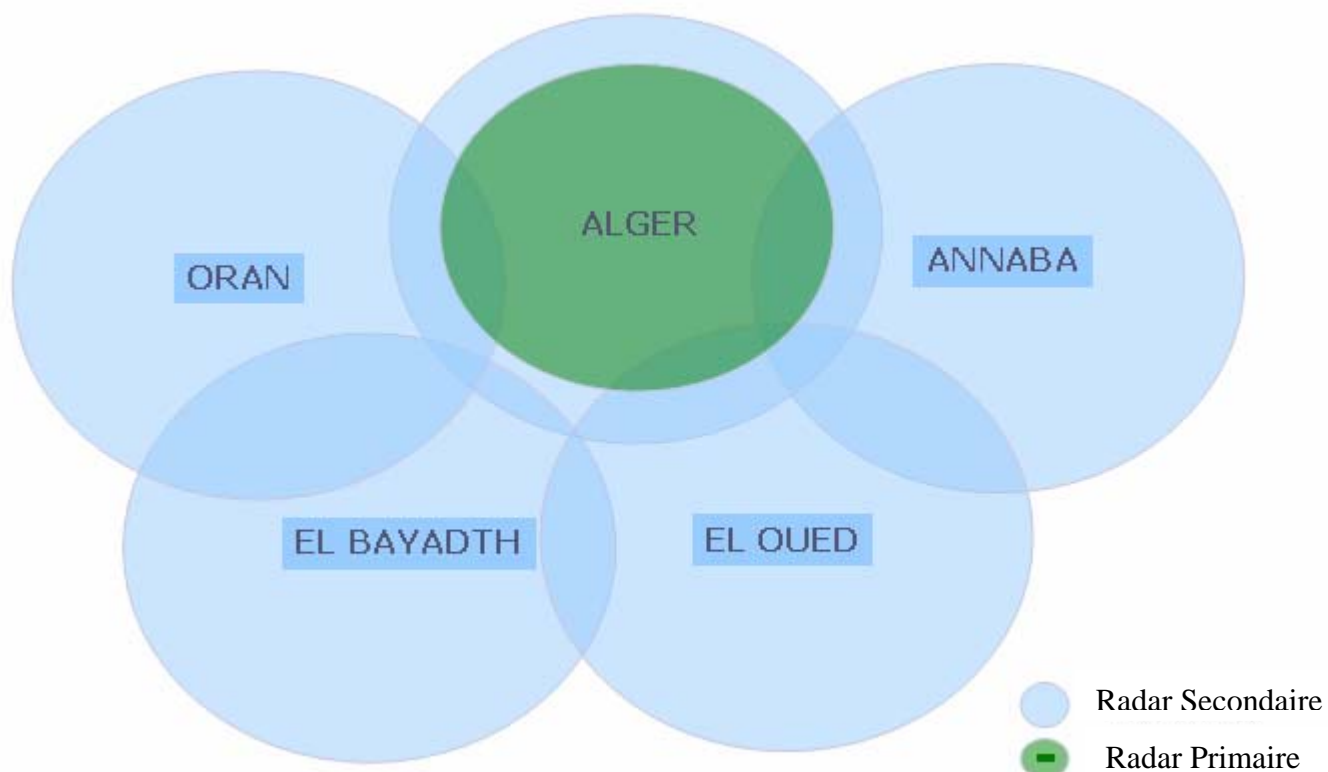 ALGER
ANNABA
ORAN
EL BAYADTH
EL OUED
Radar Secondaire
Radar Primaire